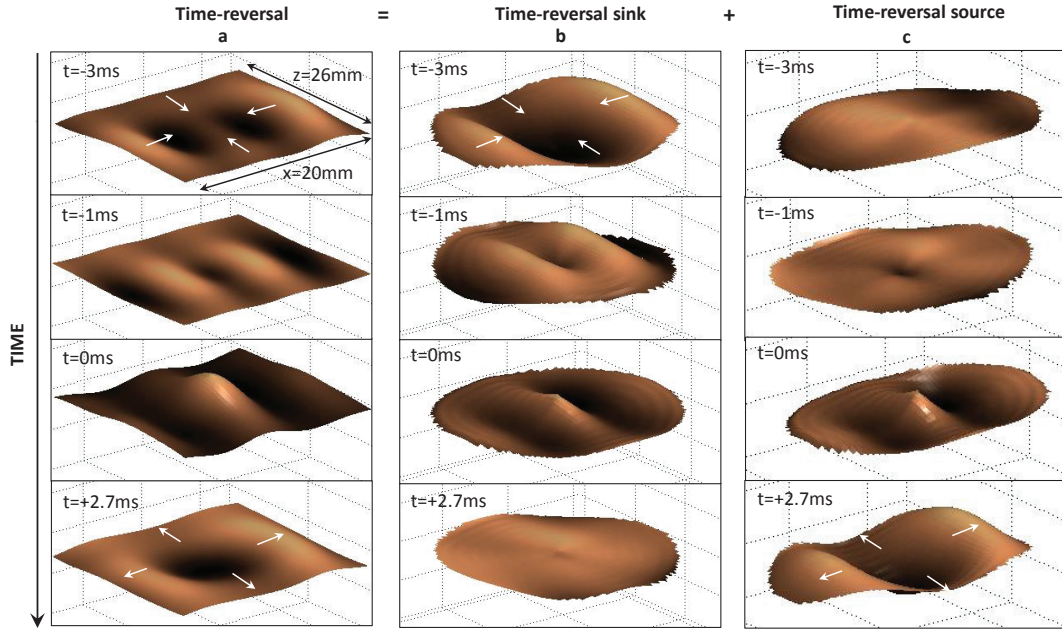 Time-reversal = Time-reversal sink + Time-reversal source
a b c
t=-3ms t=-3ms t=-3ms
z=26mm
x=20mm
t=-1ms t=-1ms t=-1ms
TIME
t=0ms t=0ms t=0ms
t=+2.7ms t=+2.7ms t=+2.7ms